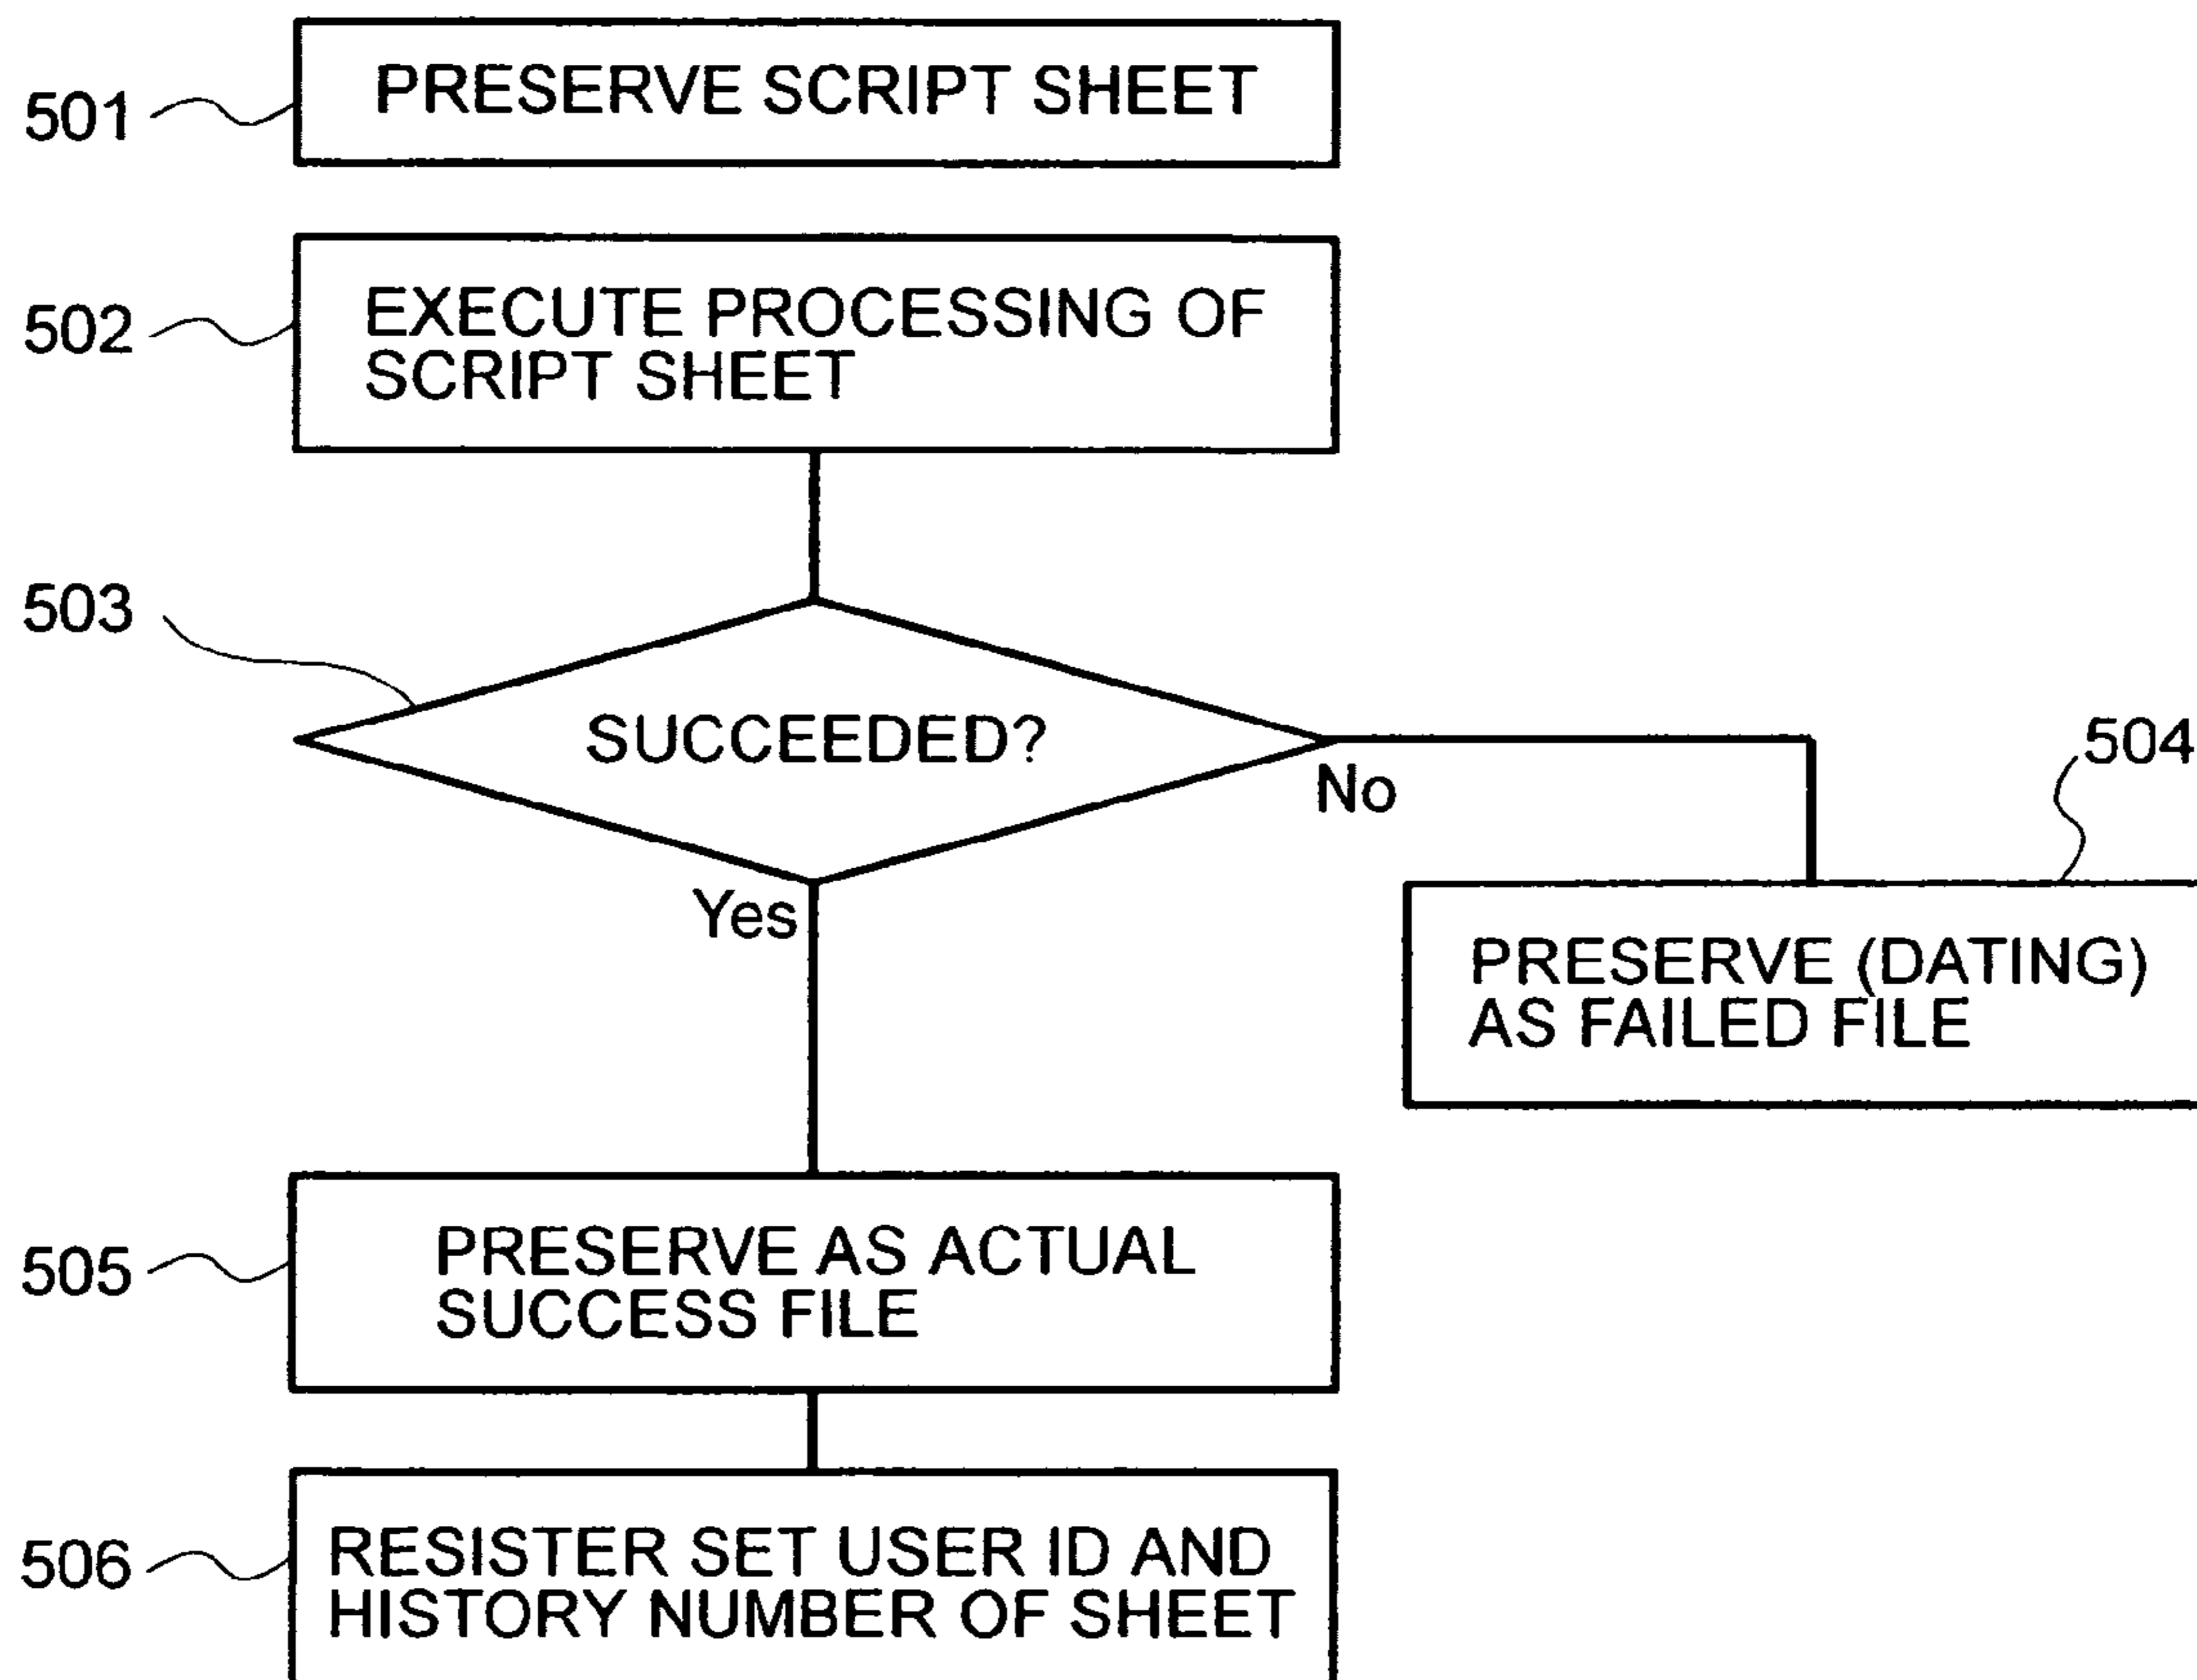 PRESERVE SCRIPT SHEET
501
EXECUTE PROCESSING OF
SCRIPT SHEET
502
503
SUCCEEDED?
No
504
Yes
PRESERVE (DATING)
AS FAILED FILE
PRESERVE AS ACTUAL
SUCCESS FILE
505
RESISTER SET USER ID AND
HISTORY NUMBER OF SHEET
506